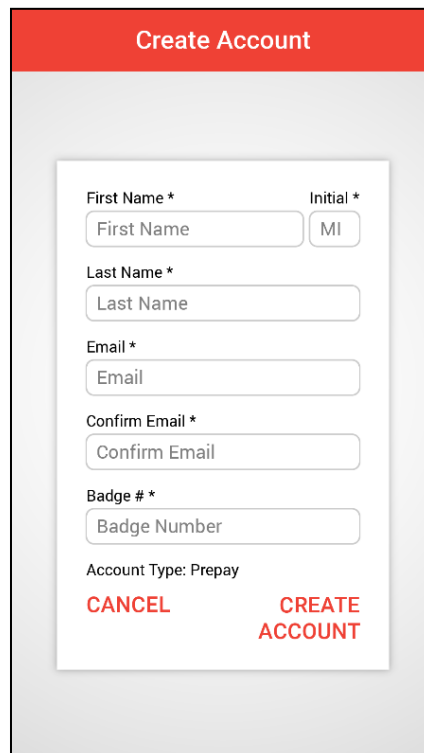 Create Account
First Name * Initial *
First Name MI
Last Name *
Last Name
Email *
Email
Confirm Email *
Confirm Email
Badge # *
Badge Number
Account Type: Prepay
CANCEL CREATE
ACCOUNT